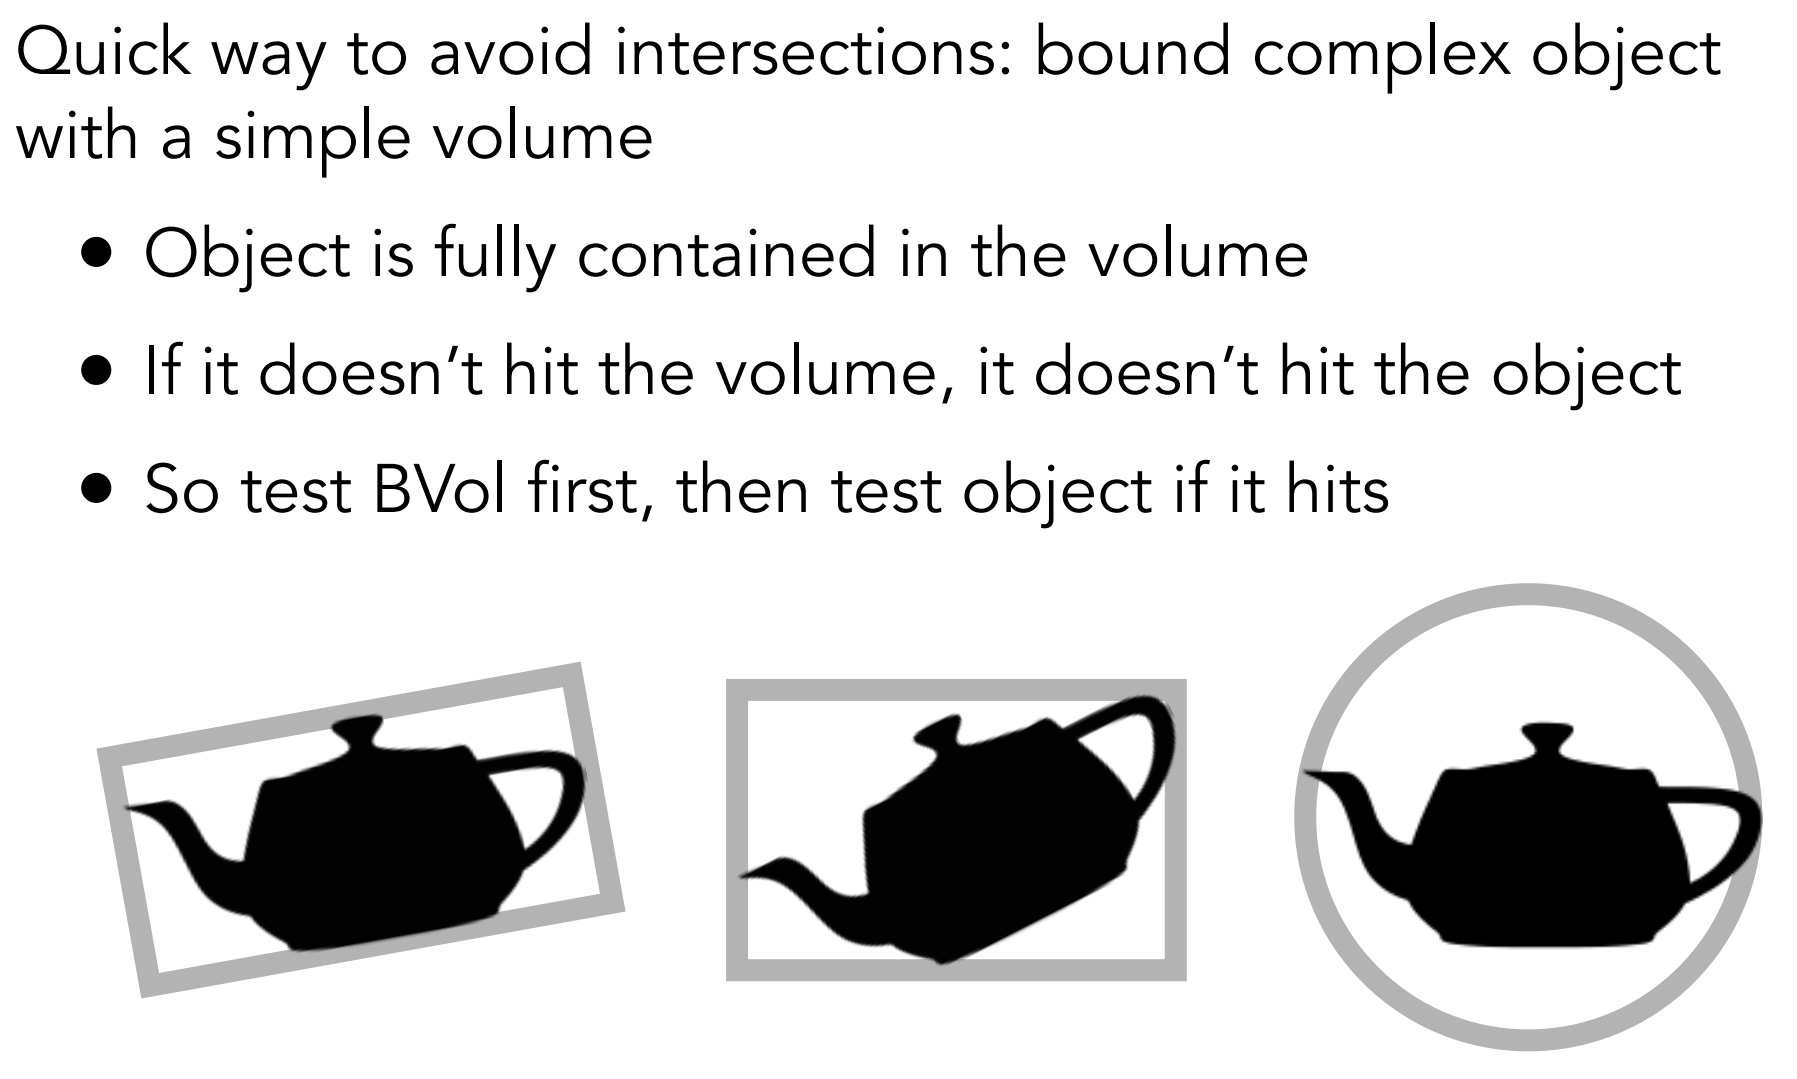 Quick way to avoid intersections: bound complex object
with a simple volume
• Object is fully contained in the volume
• If it doesn’t hit the volume, it doesn’t hit the object
• So test BVol first, then test object if it hits